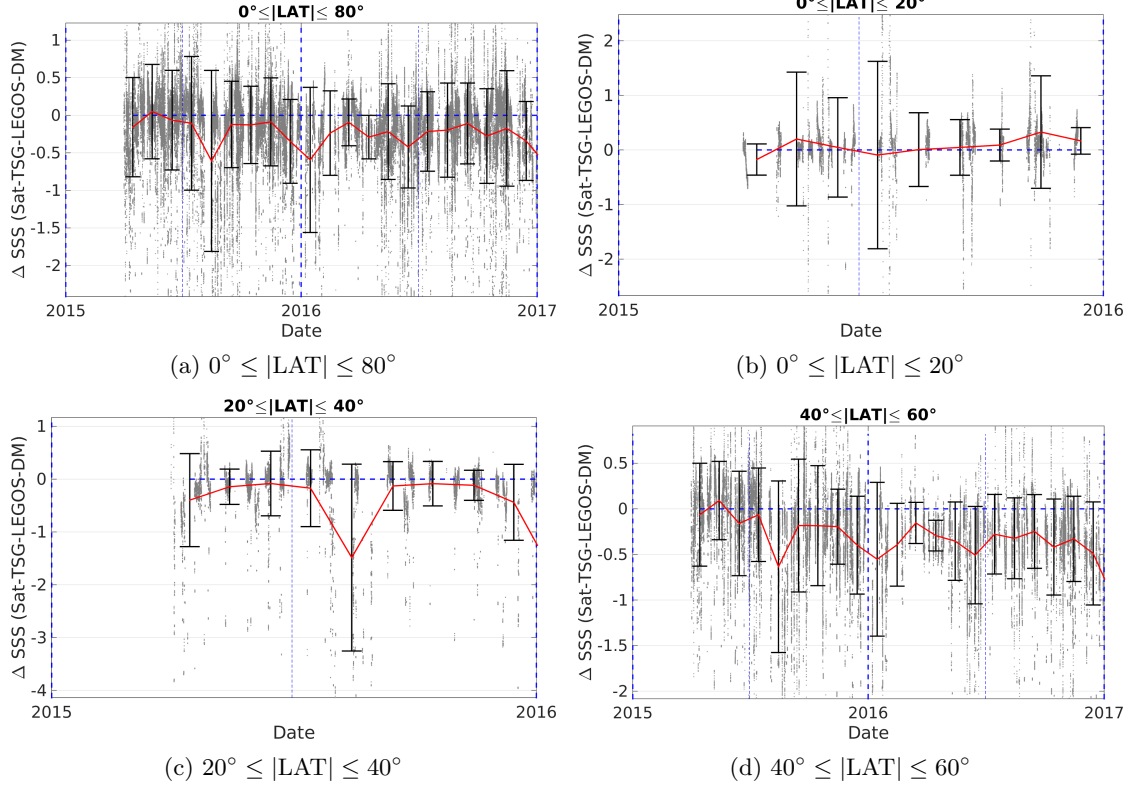 0°≤|LAT|≤ 80°
Δ SSS (Sat-TSG-LEGOS-DM)
1
0.5
0
-0.5
-1
-1.5
-2
2015
2016
2017
Date
(a) 0° ≤ |LAT| ≤ 80°
0°≤|LAT|≤ 20°
Δ SSS (Sat-TSG-LEGOS-DM)
2
1
0
-1
-2
2015
2016
Date
(b) 0° ≤ |LAT| ≤ 20°
20°≤|LAT|≤ 40°
Δ SSS (Sat-TSG-LEGOS-DM)
1
0
-1
-2
-3
-4
2015
2016
Date
(c) 20° ≤ |LAT| ≤ 40°
40°≤|LAT|≤ 60°
Δ SSS (Sat-TSG-LEGOS-DM)
0.5
0
-0.5
-1
-1.5
-2
2015
2016
2017
Date
(d) 40° ≤ |LAT| ≤ 60°